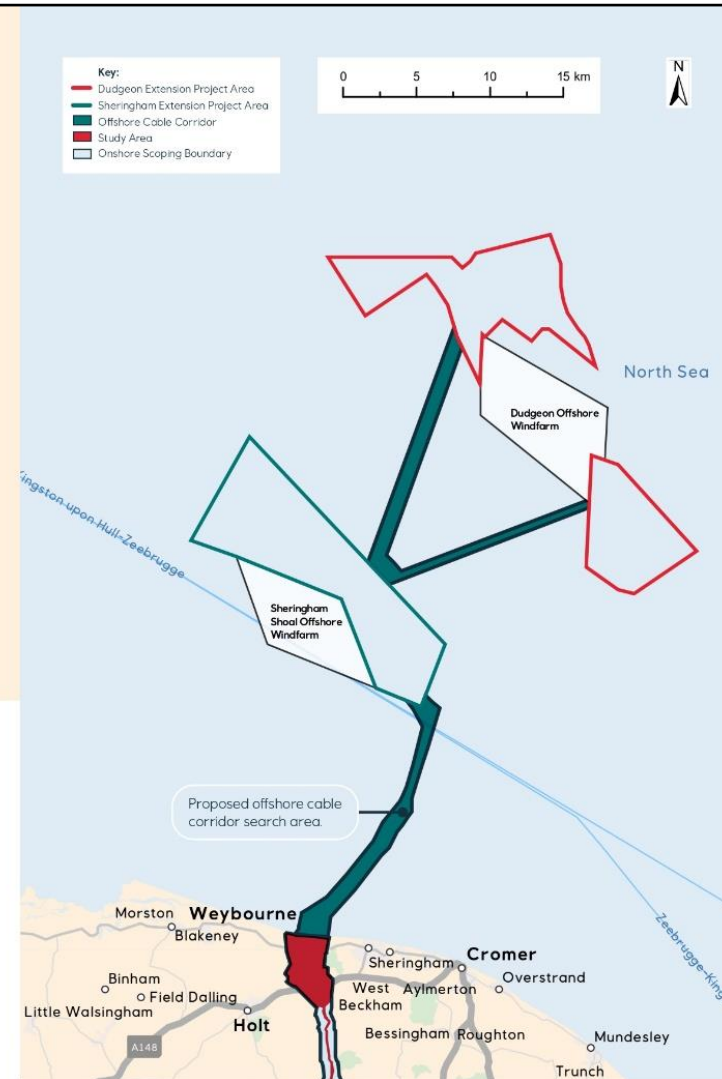 Key:
Dudgeon Extension Project Area
Sheringham Extension Project Area
Offshore Cable Corridor
Study Area
Onshore Scoping Boundary
0 5 10 15 km
N
North Sea
Dudgeon Offshore
Windfarm
Kingston upon Hull-Zeebrugge
Sheringham
Shoal Offshore
Windfarm
Proposed offshore cable
corridor search area.
Morston
Weybourne
Blakeney
Sheringham
Cromer
Binham
Field Dalling
West
Beckham
Aylmerton
Overstrand
Little Walsingham
Holt
Bessingham
Roughton
A148
Mundesley
Trunch
Zeebrugge-King